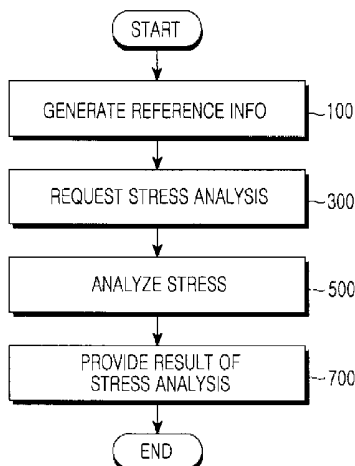 START
GENERATE REFERENCE INFO
100
REQUEST STRESS ANALYSIS
300
ANALYZE STRESS
500
PROVIDE RESULT OF
STRESS ANALYSIS
700
END